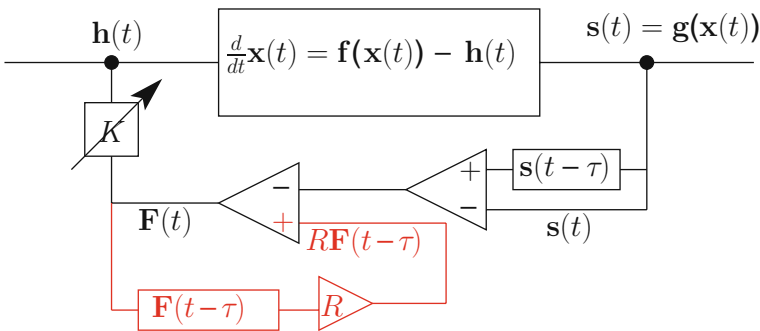 𝐡(t)
𝐬(t) = 𝐠(𝐱(t))
d/dt 𝐱(t) = 𝐟(𝐱(t)) − 𝐡(t)
K
+
𝐬(t−τ)
−
−
+
𝐅(t)
R𝐅(t−τ)
𝐬(t)
𝐅(t−τ)
R